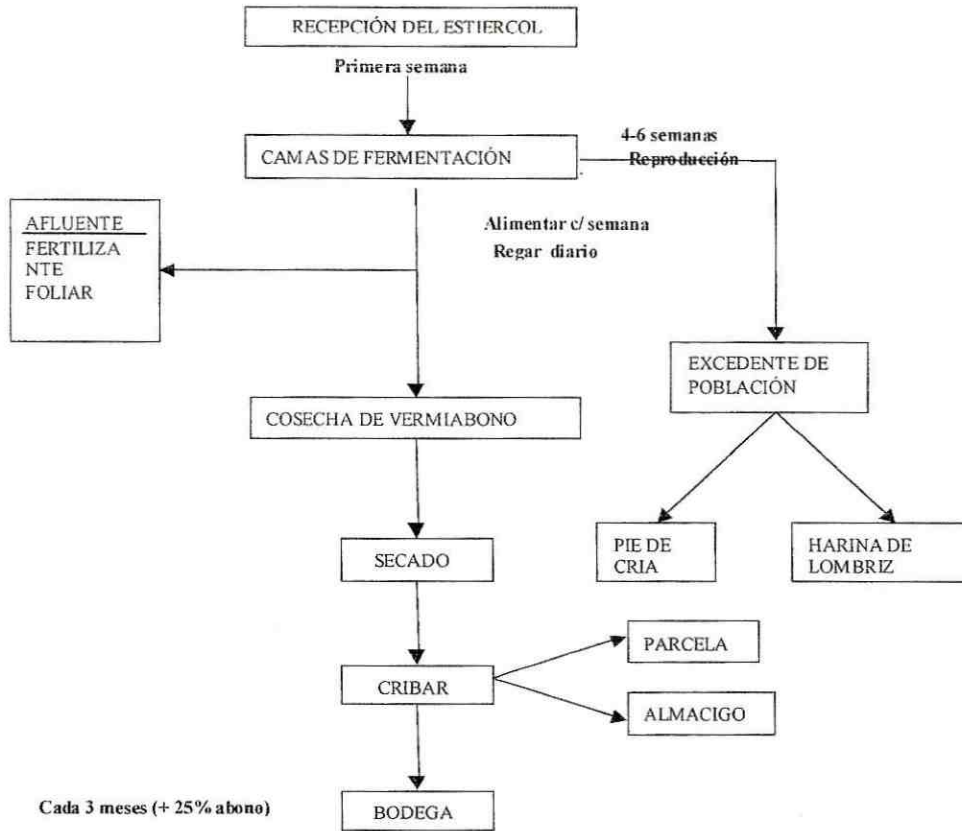 RECEPCIÓN DEL ESTIERCOL
Primera semana
4-6 semanas
Reproducción
CAMAS DE FERMENTACIÓN
AFLUENTE
FERTILIZA
NTE
FOLIAR
Alimentar c/ semana
Regar diario
EXCEDENTE DE
POBLACIÓN
COSECHA DE VERMIABONO
SECADO
PIE DE
CRIA
HARINA DE
LOMBRIZ
PARCELA
CRIBAR
ALMACIGO
Cada 3 meses (+ 25% abono)
BODEGA